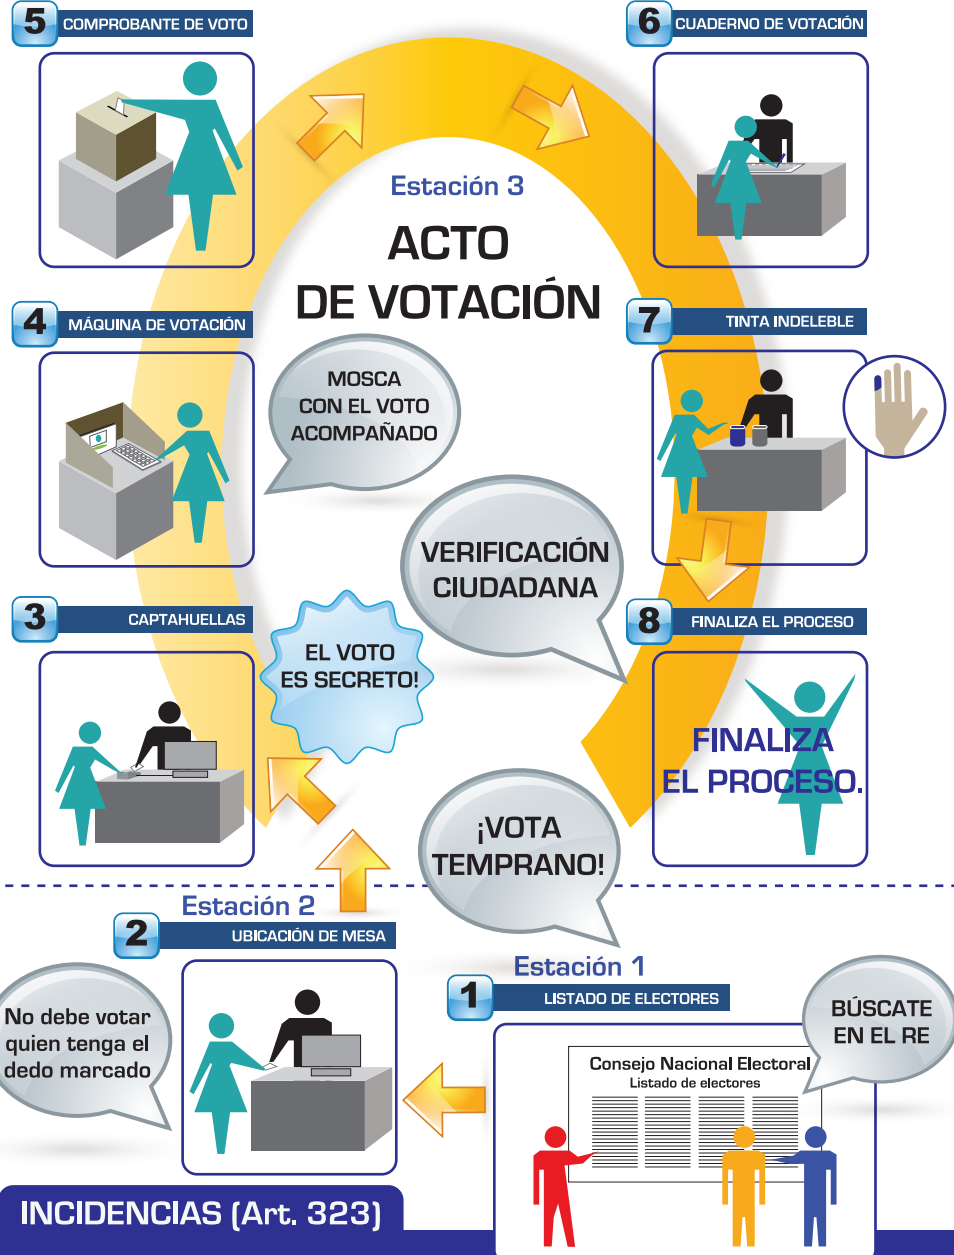 5
COMPROBANTE DE VOTO
6
CUADERNO DE VOTACIÓN
Estación 3
ACTO
DE VOTACIÓN
4
MÁQUINA DE VOTACIÓN
7
TINTA INDELEBLE
MOSCA
CON EL VOTO
ACOMPAÑADO
VERIFICACIÓN
CIUDADANA
3
CAPTAHUELLAS
8
FINALIZA EL PROCESO
EL VOTO
ES SECRETO!
FINALIZA
EL PROCESO.
¡VOTA
TEMPRANO!
Estación 2
2
UBICACIÓN DE MESA
Estación 1
1
LISTADO DE ELECTORES
No debe votar
quien tenga el
dedo marcado
BÚSCATE
EN EL RE
Consejo Nacional Electoral
Listado de electores
INCIDENCIAS (Art. 323)